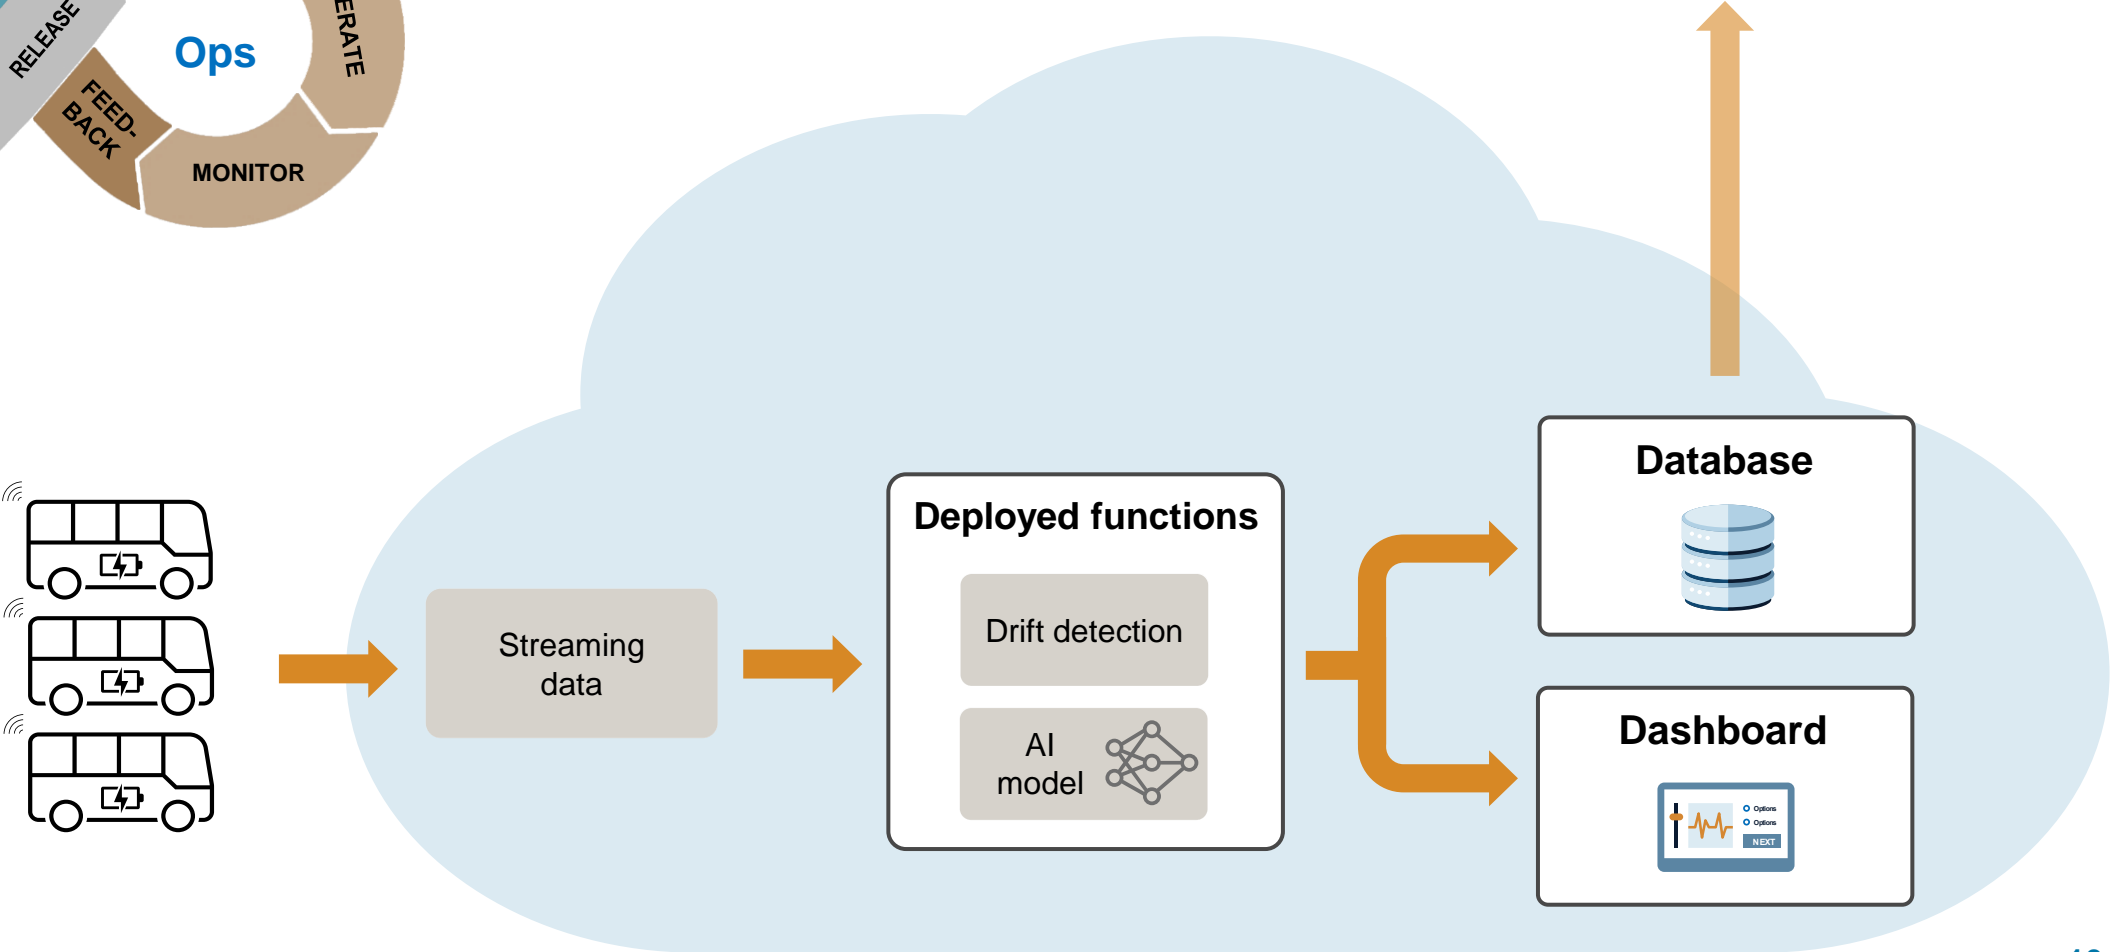 RELEASE
Ops
ERATE
FEED-
BACK
MONITOR
Database
Deployed functions
Drift detection
Streaming
data
AI
model
Dashboard
Options
Options
NEXT